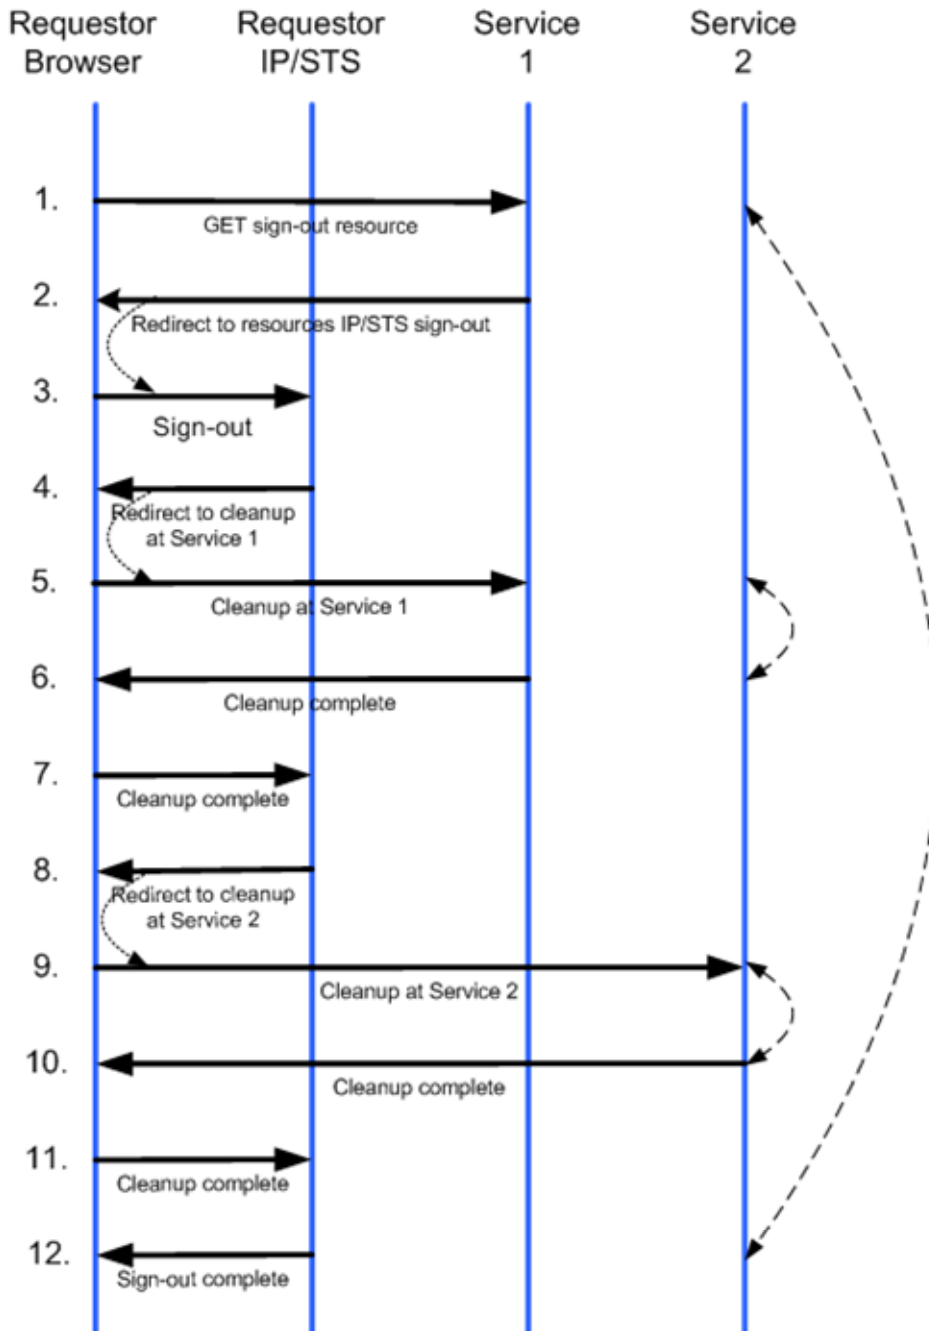 Requestor Browser
Requestor IP/STS
Service 1
Service 2
1.
GET sign-out resource
2.
Redirect to resources IP/STS sign-out
3.
Sign-out
4.
Redirect to cleanup
at Service 1
5.
Cleanup at Service 1
6.
Cleanup complete
7.
Cleanup complete
8.
Redirect to cleanup
at Service 2
9.
Cleanup at Service 2
10.
Cleanup complete
11.
Cleanup complete
12.
Sign-out complete